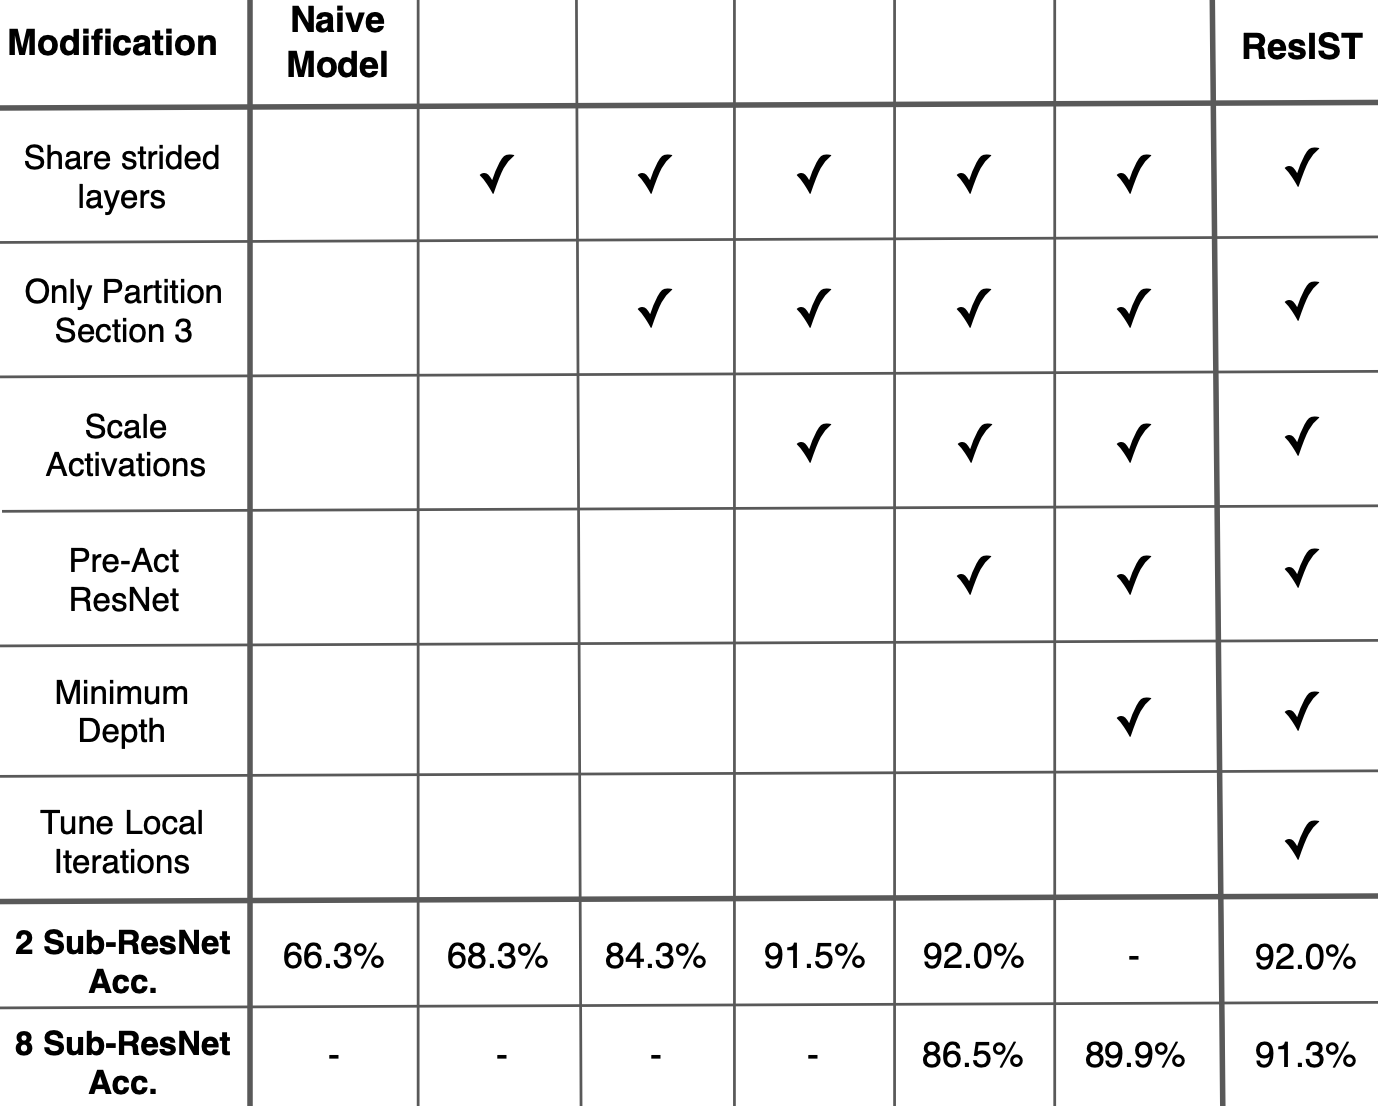 Modification Naive Model ResIST
Share strided layers ✓ ✓ ✓ ✓ ✓ ✓
Only Partition Section 3 ✓ ✓ ✓ ✓ ✓
Scale Activations ✓ ✓ ✓ ✓
Pre-Act ResNet ✓ ✓ ✓
Minimum Depth ✓ ✓
Tune Local Iterations ✓
2 Sub-ResNet Acc. 66.3% 68.3% 84.3% 91.5% 92.0% - 92.0%
8 Sub-ResNet Acc. - - - - 86.5% 89.9% 91.3%